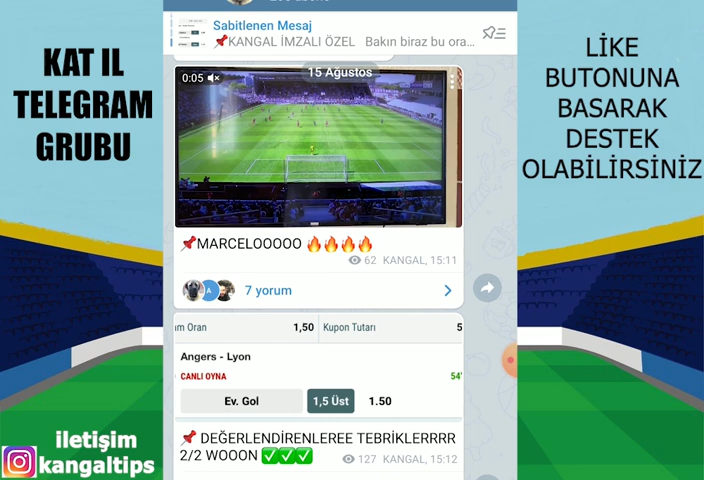 KAT IL
TELEGRAM
GRUBU
iletişim
kangaltips
Sabitlenen Mesaj
📌KANGAL İMZALI ÖZEL Bakın biraz bu ora...
0:05
15 Ağustos
📌MARCELOOOOO 🔥🔥🔥🔥
62 KANGAL, 15:11
A
7 yorum
m Oran 1,50 Kupon Tutarı 5
Angers - Lyon
CANLI OYNA 54'
Ev. Gol 1,5 Üst 1.50
📌 DEĞERLENDİRENLEREE TEBRİKLERRRR
2/2 WOOON ✅✅✅ 127 KANGAL, 15:12
LİKE
BUTONUNA
BASARAK
DESTEK
OLABİLİRSİNİZ